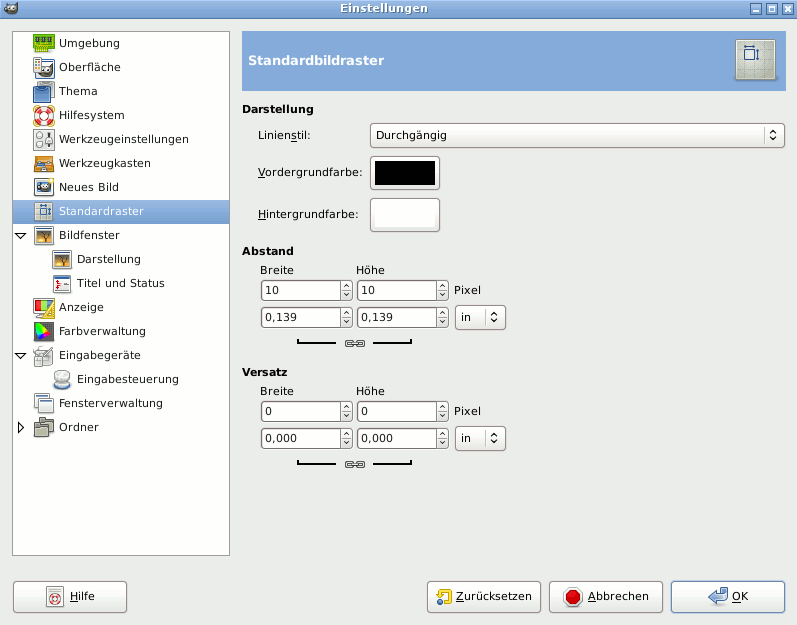 Einstellungen
Umgebung
Oberfläche
Thema
Hilfesystem
Werkzeugeinstellungen
Werkzeugkasten
Neues Bild
Standardraster
Bildfenster
Darstellung
Titel und Status
Anzeige
Farbverwaltung
Eingabegeräte
Eingabesteuerung
Fensterverwaltung
Ordner
Standardbildraster
Darstellung
Linienstil: Durchgängig
Vordergrundfarbe:
Hintergrundfarbe:
Abstand
Breite Höhe
10 10 Pixel
0,139 0,139 in
Versatz
Breite Höhe
0 0 Pixel
0,000 0,000 in
Hilfe Zurücksetzen Abbrechen OK